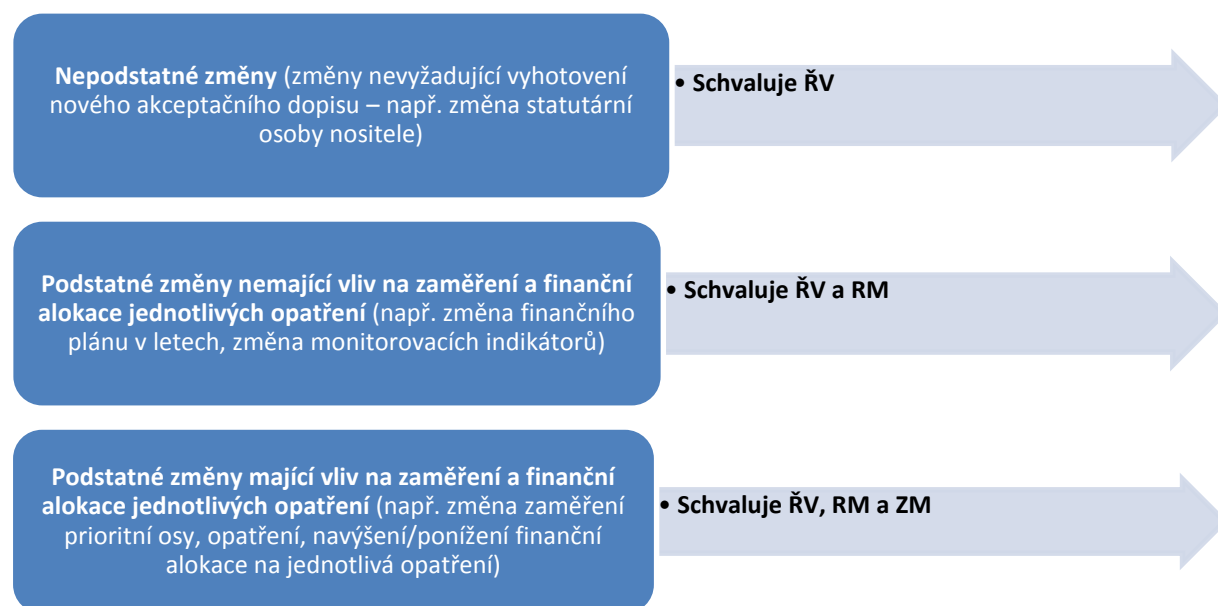 Nepodstatné změny (změny nevyžadující vyhotovení
nového akceptačního dopisu – např. změna statutární
osoby nositele)
• Schvaluje ŘV
Podstatné změny nemající vliv na zaměření a finanční
alokace jednotlivých opatření (např. změna finančního
plánu v letech, změna monitorovacích indikátorů)
• Schvaluje ŘV a RM
Podstatné změny mající vliv na zaměření a finanční
alokace jednotlivých opatření (např. změna zaměření
prioritní osy, opatření, navýšení/ponížení finanční
alokace na jednotlivá opatření)
• Schvaluje ŘV, RM a ZM